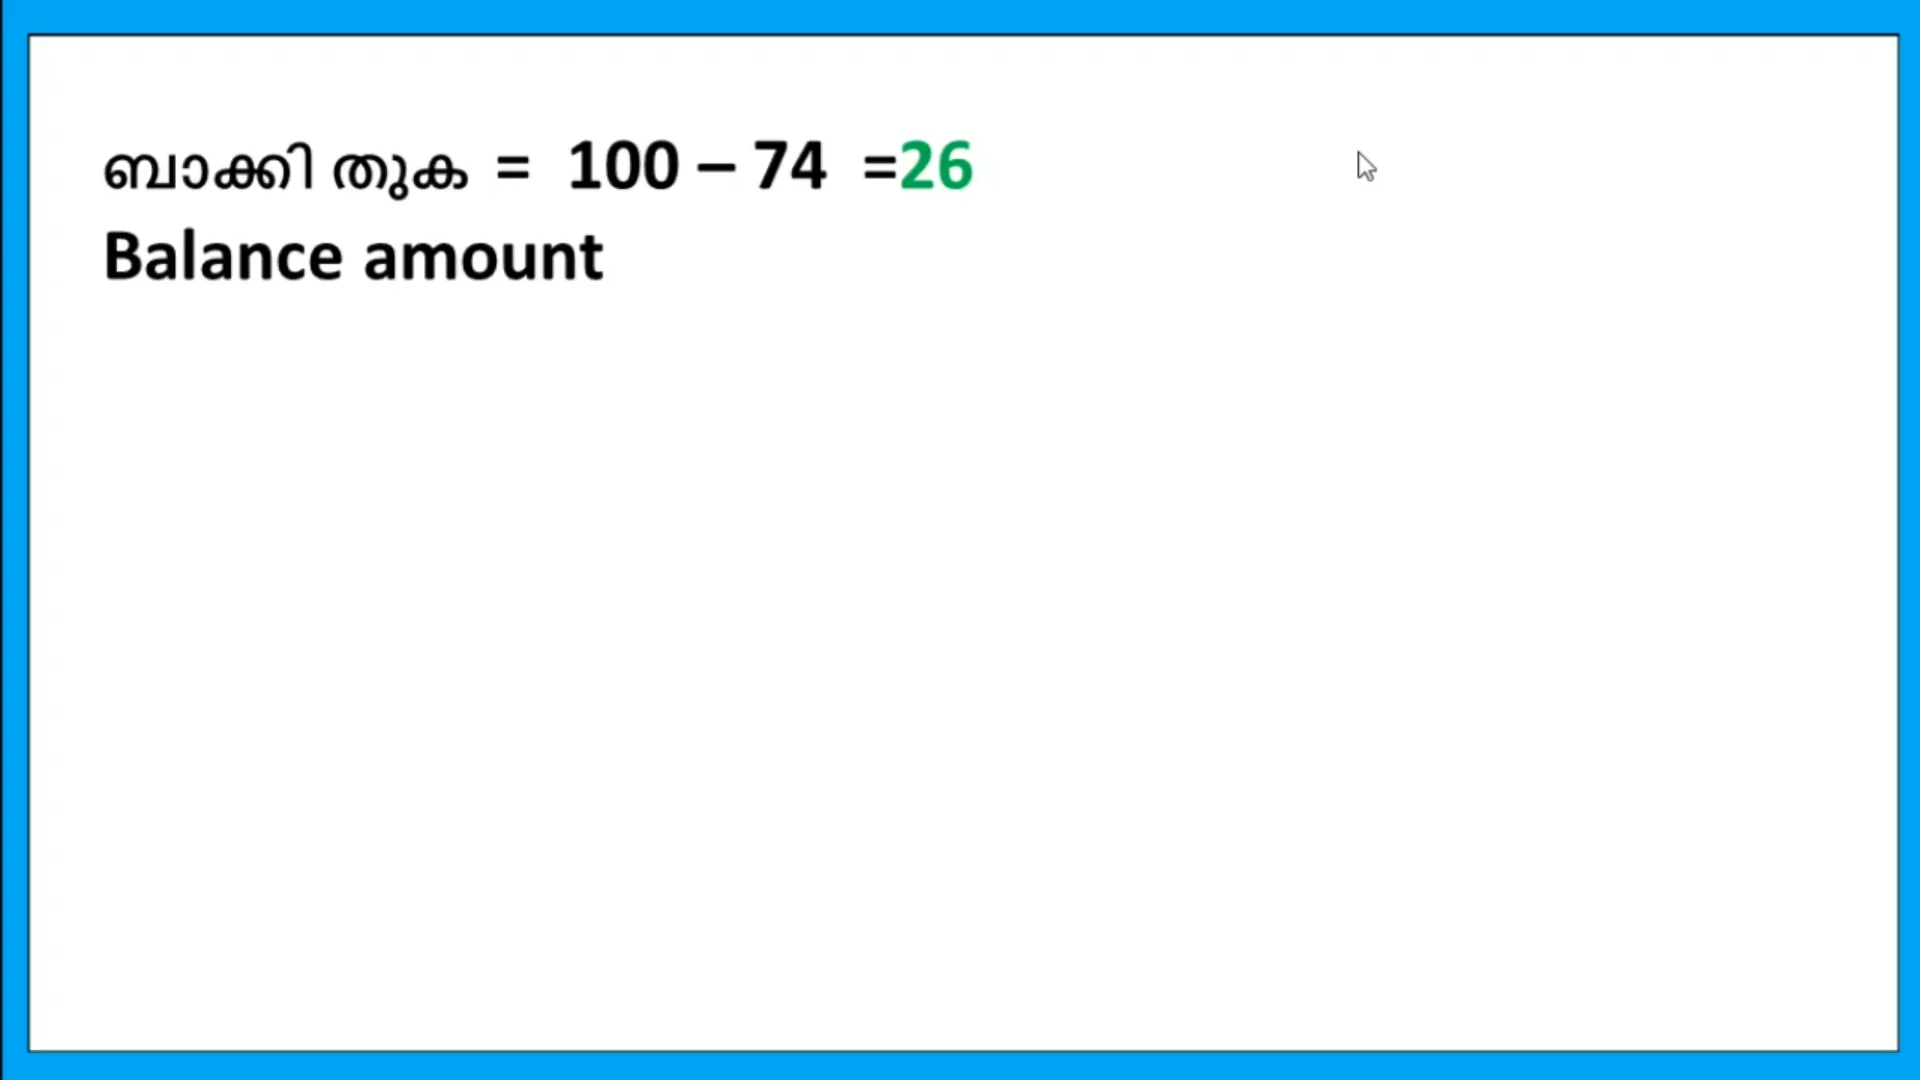 ബാക്കി തുക = 100 – 74 =26
Balance amount